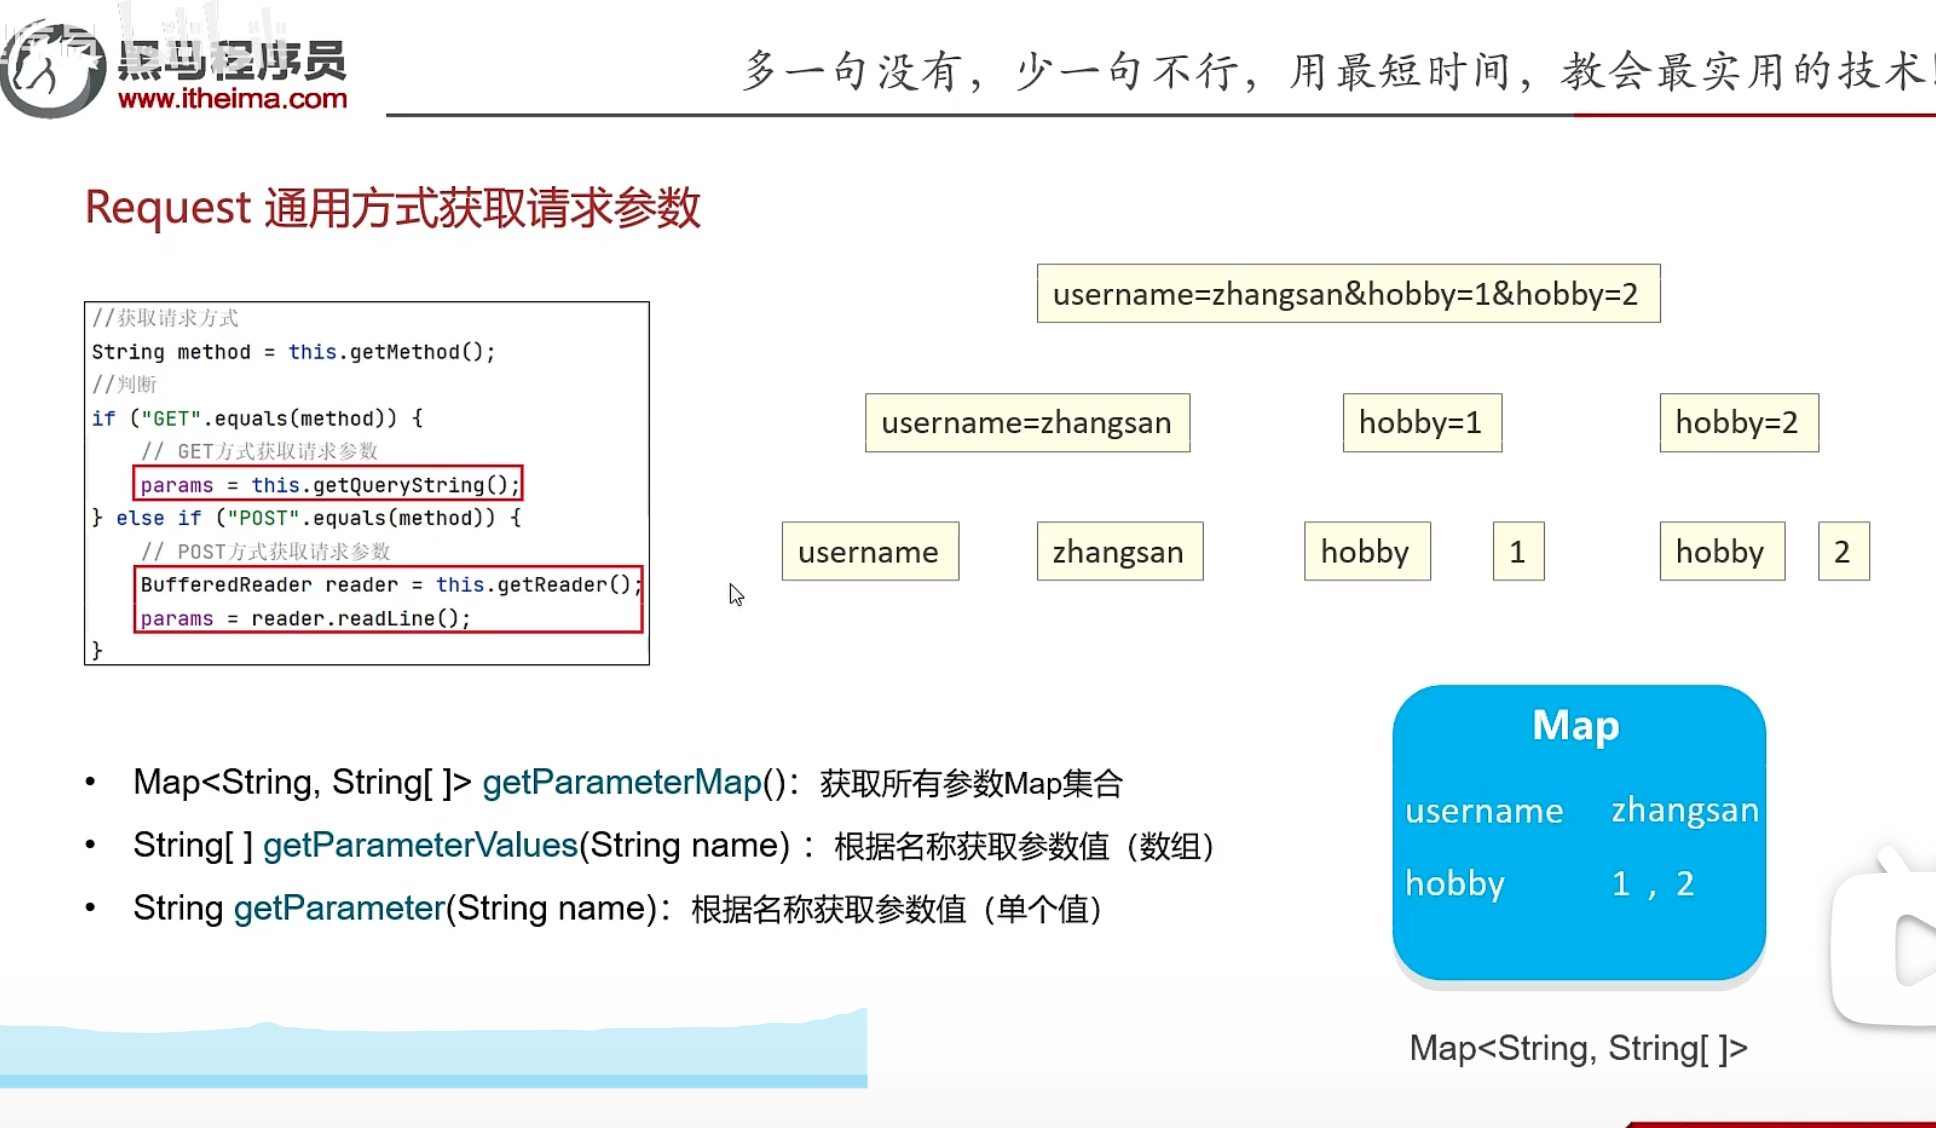 黑马程序员
www.itheima.com
多一句没有，少一句不行，用最短时间，教会最实用的技术！
Request 通用方式获取请求参数
//获取请求方式
String method = this.getMethod();
//判断
if ("GET".equals(method)) {
// GET方式获取请求参数
params = this.getQueryString();
} else if ("POST".equals(method)) {
// POST方式获取请求参数
BufferedReader reader = this.getReader();
params = reader.readLine();
}
username=zhangsan&hobby=1&hobby=2
username=zhangsan hobby=1 hobby=2
username zhangsan hobby 1 hobby 2
• Map<String, String[ ]> getParameterMap()：获取所有参数Map集合
• String[ ] getParameterValues(String name) ：根据名称获取参数值（数组）
• String getParameter(String name)：根据名称获取参数值（单个值）
Map
username zhangsan
hobby 1 , 2
Map<String, String[ ]>